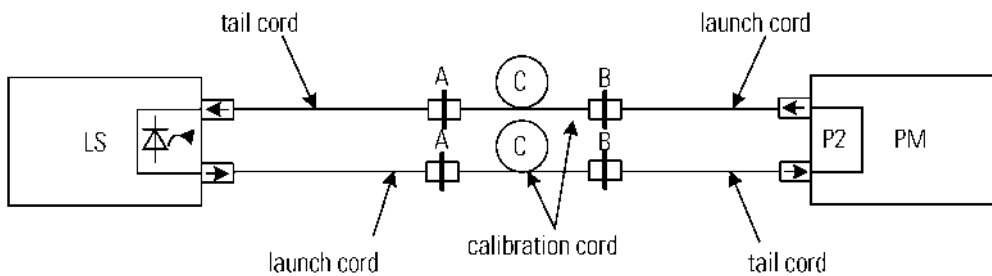 tail cord
launch cord
A
C
B
LS
P2
PM
A
C
B
launch cord
calibration cord
tail cord